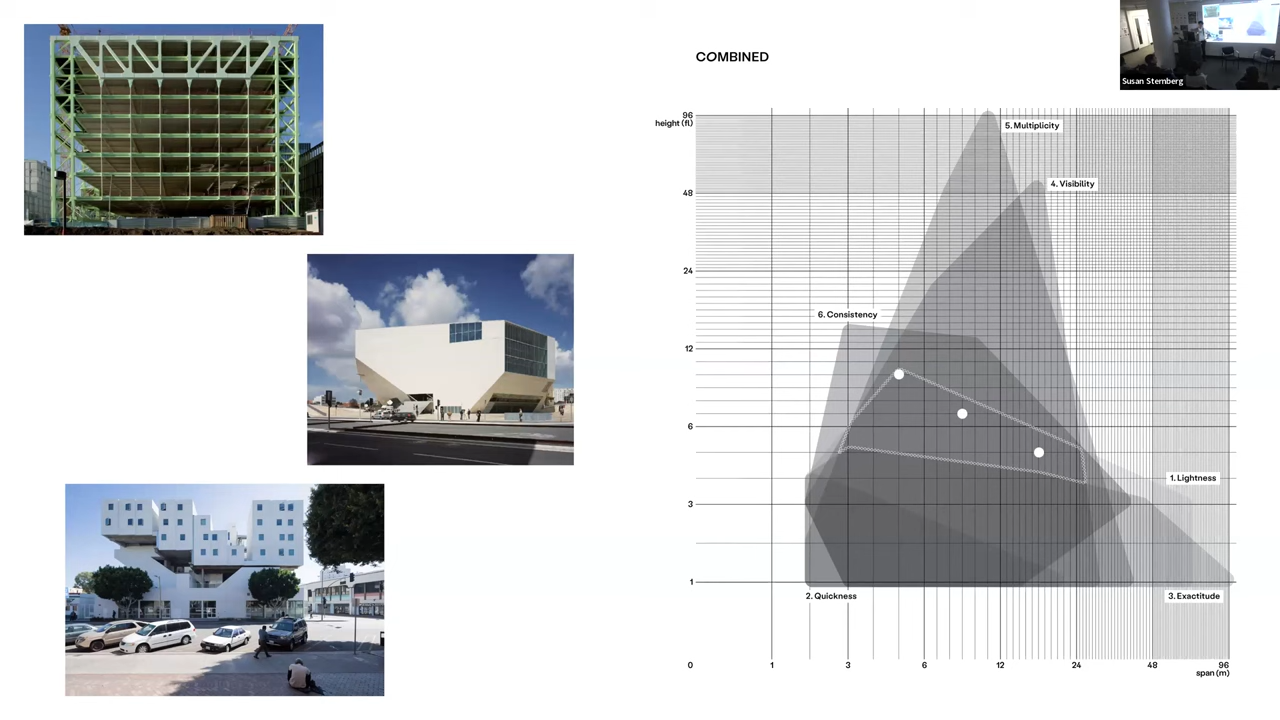 COMBINED
Susan Sternberg
96
height (fl)
5. Multiplicity
4. Visibility
48
24
6. Consistency
12
6
1. Lightness
3
1
2. Quickness
3. Exactitude
0
1
3
6
12
24
48
96
span (m)